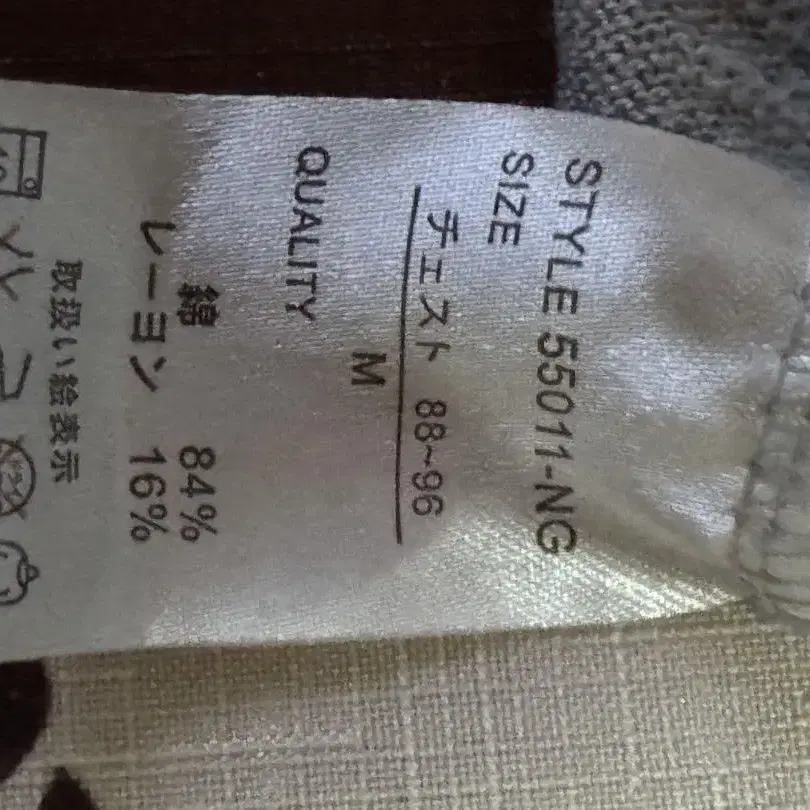 STYLE 55011-NG
SIZE
チェスト 88~96
M
QUALITY
綿 84%
レーヨン 16%
取扱い絵表示